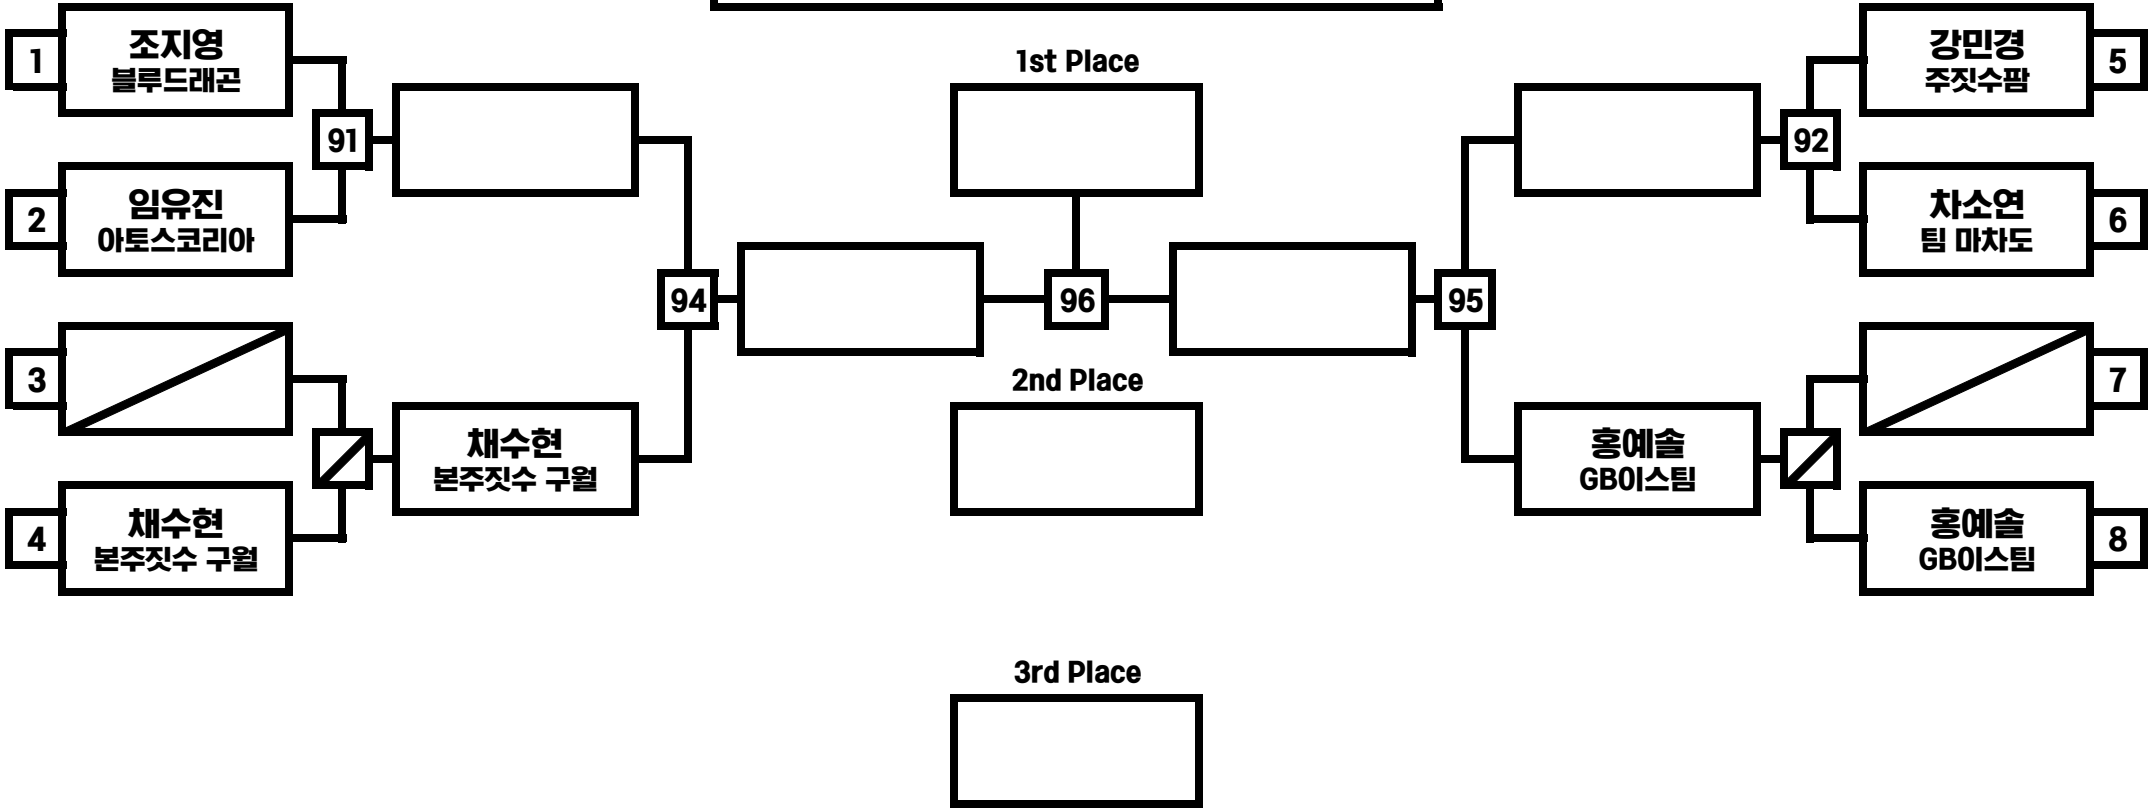 1
조지영
블루드래곤
91
2
임유진
아토스코리아
3
4
채수현
본주짓수 구월
채수현
본주짓수 구월
94
1st Place
96
2nd Place
3rd Place
95
홍예솔
GB이스팀
92
강민경
주짓수팜
5
차소연
팀 마차도
6
7
홍예솔
GB이스팀
8